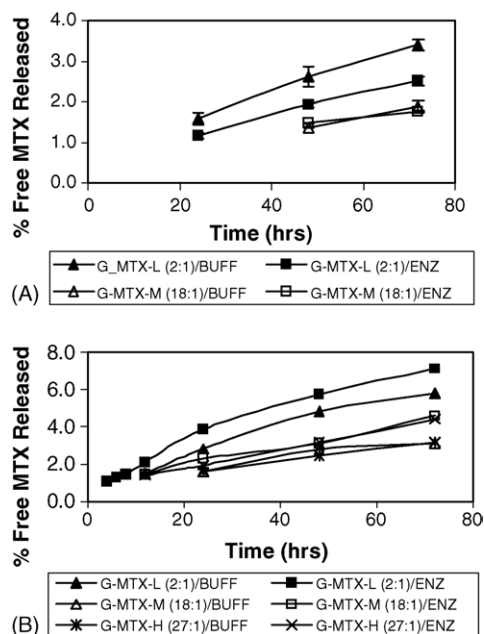 4.0
3.0
2.0
1.0
0.0
% Free MTX Released
0 20 40 60 80
Time (hrs)
G_MTX-L (2:1)/BUFF G-MTX-L (2:1)/ENZ
G-MTX-M (18:1)/BUFF G-MTX-M (18:1)/ENZ
(A)
8.0
6.0
4.0
2.0
0.0
% Free MTX Released
0 20 40 60 80
Time (hrs)
G-MTX-L (2:1)/BUFF G-MTX-L (2:1)/ENZ
G-MTX-M (18:1)/BUFF G-MTX-M (18:1)/ENZ
(B) G-MTX-H (27:1)/BUFF G-MTX-H (27:1)/ENZ